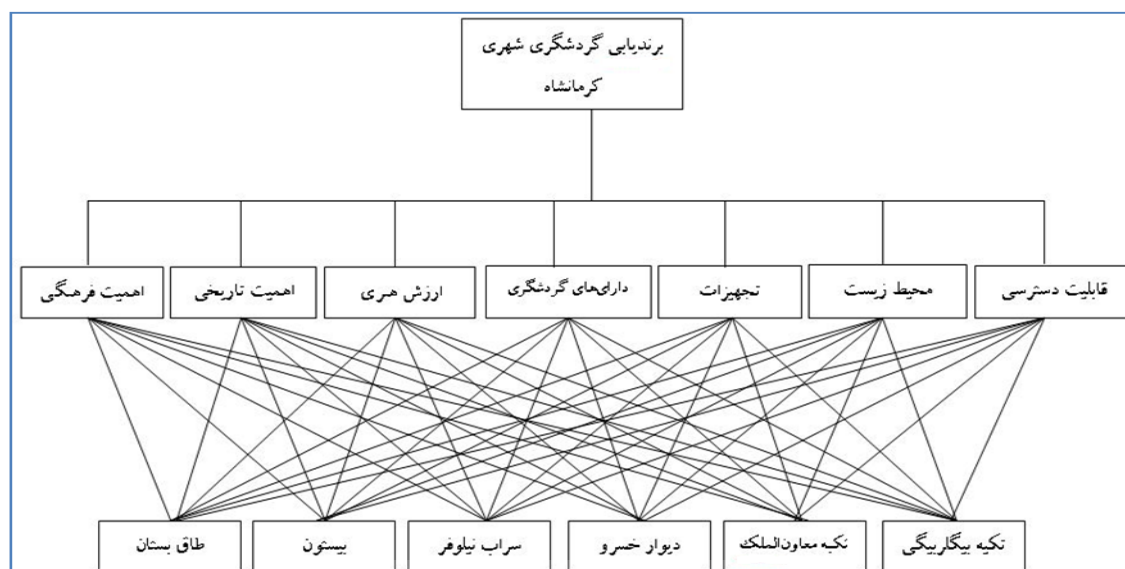 برندیابی گردشگری شهری
کرمانشاه
قابلیت دسترسی
محیط زیست
تجهیزات
دارای‌های گردشگری
ارزش هنری
اهمیت تاریخی
اهمیت فرهنگی
تکیه بیگلربیگی
تکیه معاون‌الملک
دیوار خسرو
سراب نیلوفر
بیستون
طاق بستان